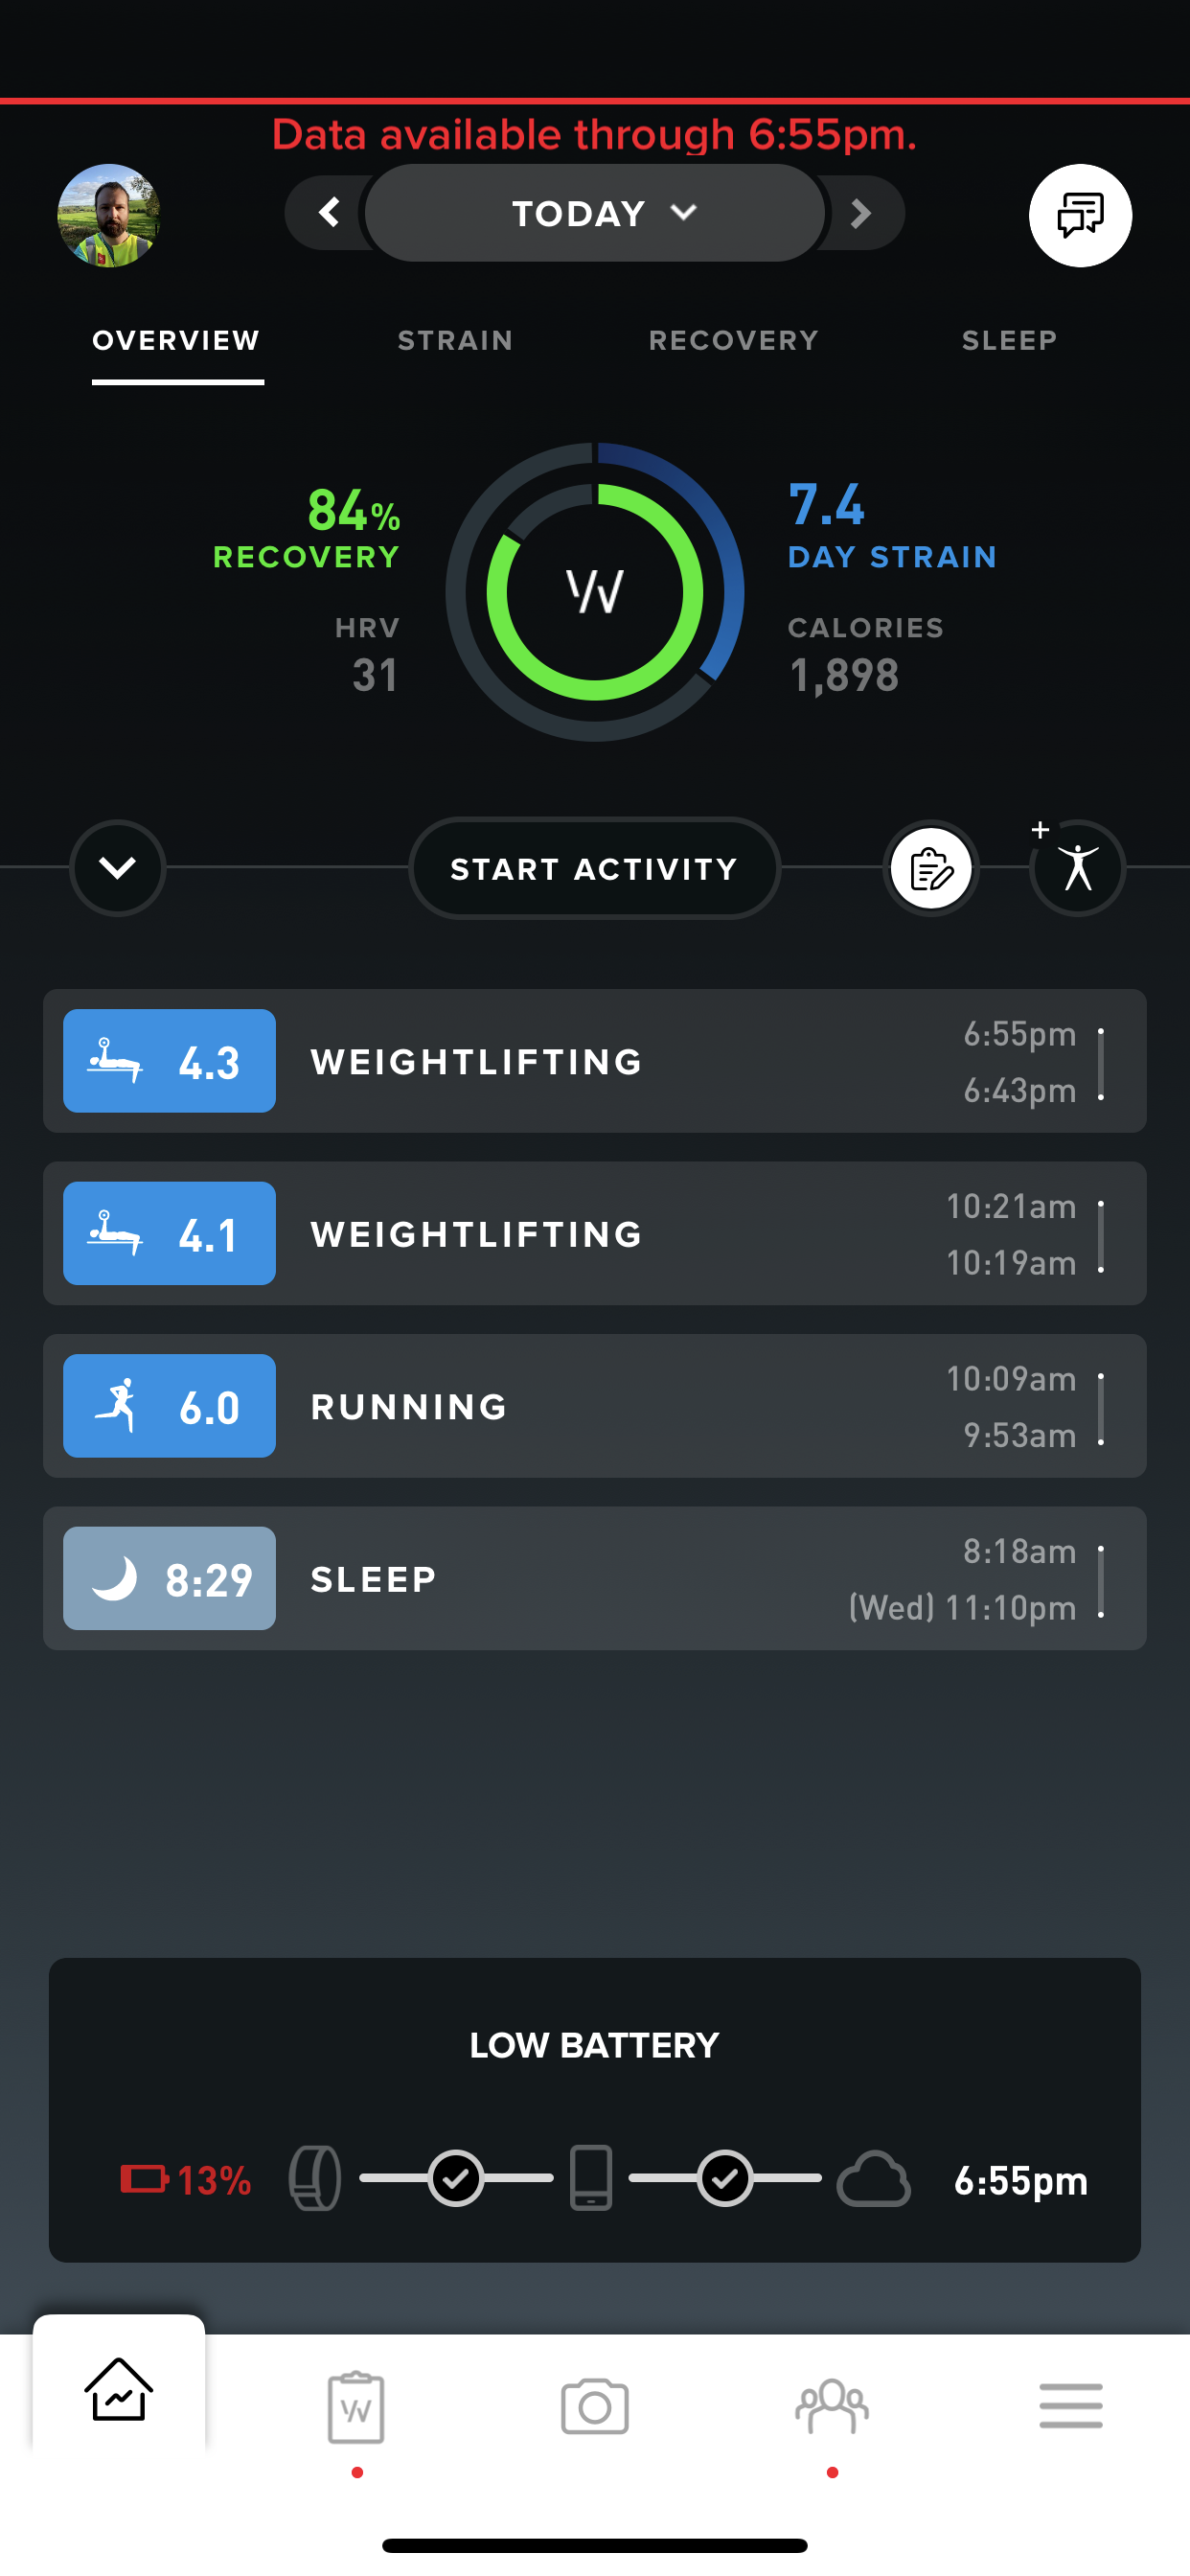 Data available through 6:55pm.
TODAY
OVERVIEW STRAIN RECOVERY SLEEP
84%
RECOVERY
HRV
31
7.4
DAY STRAIN
CALORIES
1,898
START ACTIVITY
4.3 WEIGHTLIFTING 6:55pm
6:43pm
4.1 WEIGHTLIFTING 10:21am
10:19am
6.0 RUNNING 10:09am
9:53am
8:29 SLEEP 8:18am
(Wed) 11:10pm
LOW BATTERY
13% 6:55pm